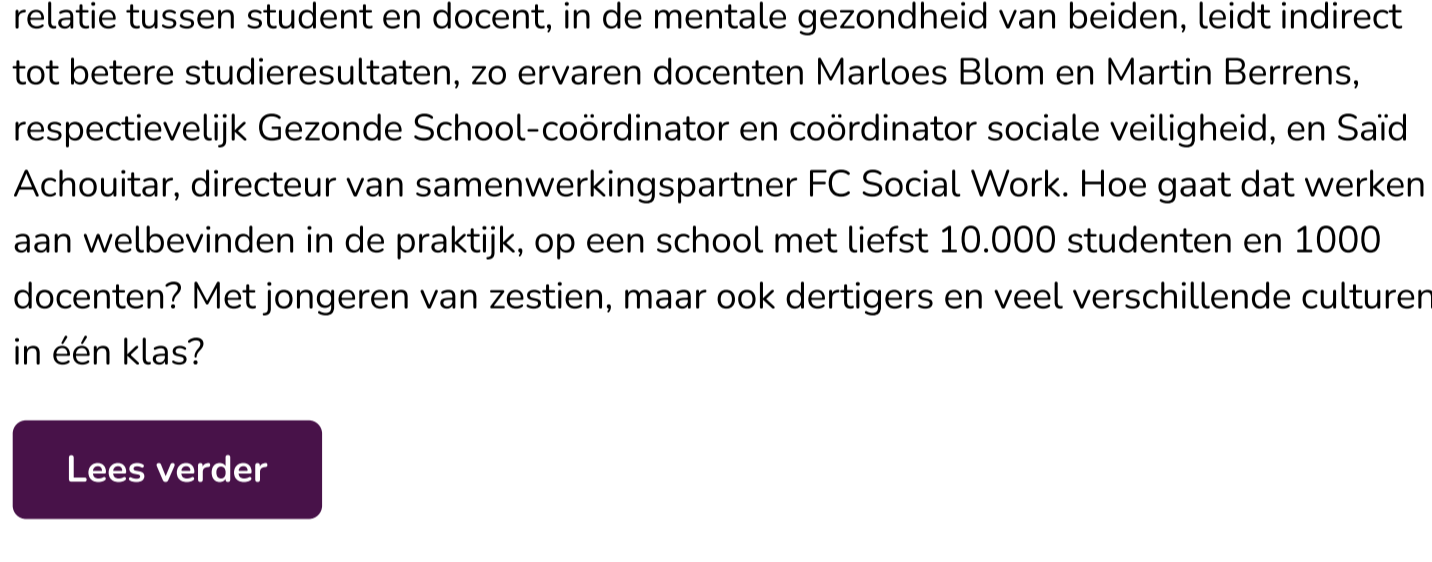 relatie tussen student en docent, in de mentale gezondheid van beiden, leidt indirect
tot betere studieresultaten, zo ervaren docenten Marloes Blom en Martin Berrens,
respectievelijk Gezonde School-coördinator en coördinator sociale veiligheid, en Saïd
Achouitar, directeur van samenwerkingspartner FC Social Work. Hoe gaat dat werken
aan welbevinden in de praktijk, op een school met liefst 10.000 studenten en 1000
docenten? Met jongeren van zestien, maar ook dertigers en veel verschillende culturen
in één klas?
Lees verder